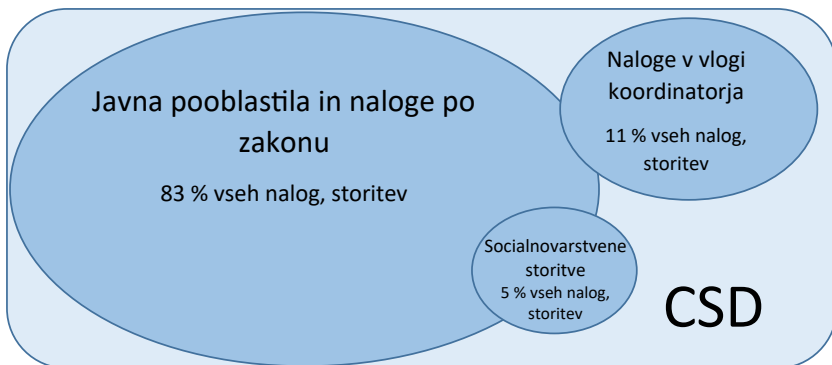 Javna pooblastila in naloge po
zakonu
83 % vseh nalog, storitev
Naloge v vlogi
koordinatorja
11 % vseh nalog,
storitev
Socialnovarstvene
storitve
5 % vseh nalog,
storitev
CSD